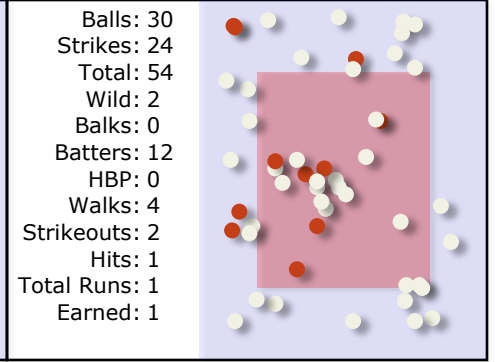 Balls: 30
Strikes: 24
Total: 54
Wild: 2
Balks: 0
Batters: 12
HBP: 0
Walks: 4
Strikeouts: 2
Hits: 1
Total Runs: 1
Earned: 1